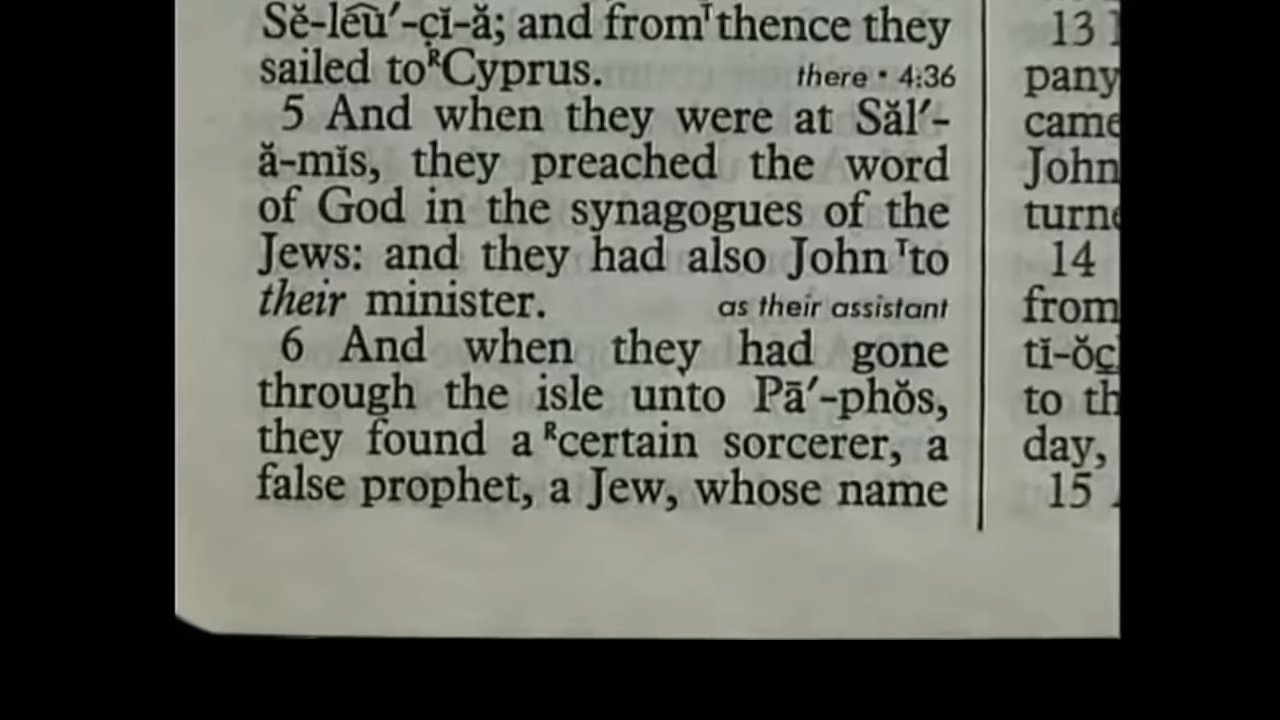 Sĕ-leū′-çĭ-ă; and from ᵀthence they
sailed to ᴿCyprus. there • 4:36
5 And when they were at Săl′-
ă-mĭs, they preached the word
of God in the synagogues of the
Jews: and they had also John ᵀto
their minister. as their assistant
6 And when they had gone
through the isle unto Pā′-phŏs,
they found a ᴿcertain sorcerer, a
false prophet, a Jew, whose name
13
pany
came
John
turne
14
from
tĭ-ŏç
to th
day,
15